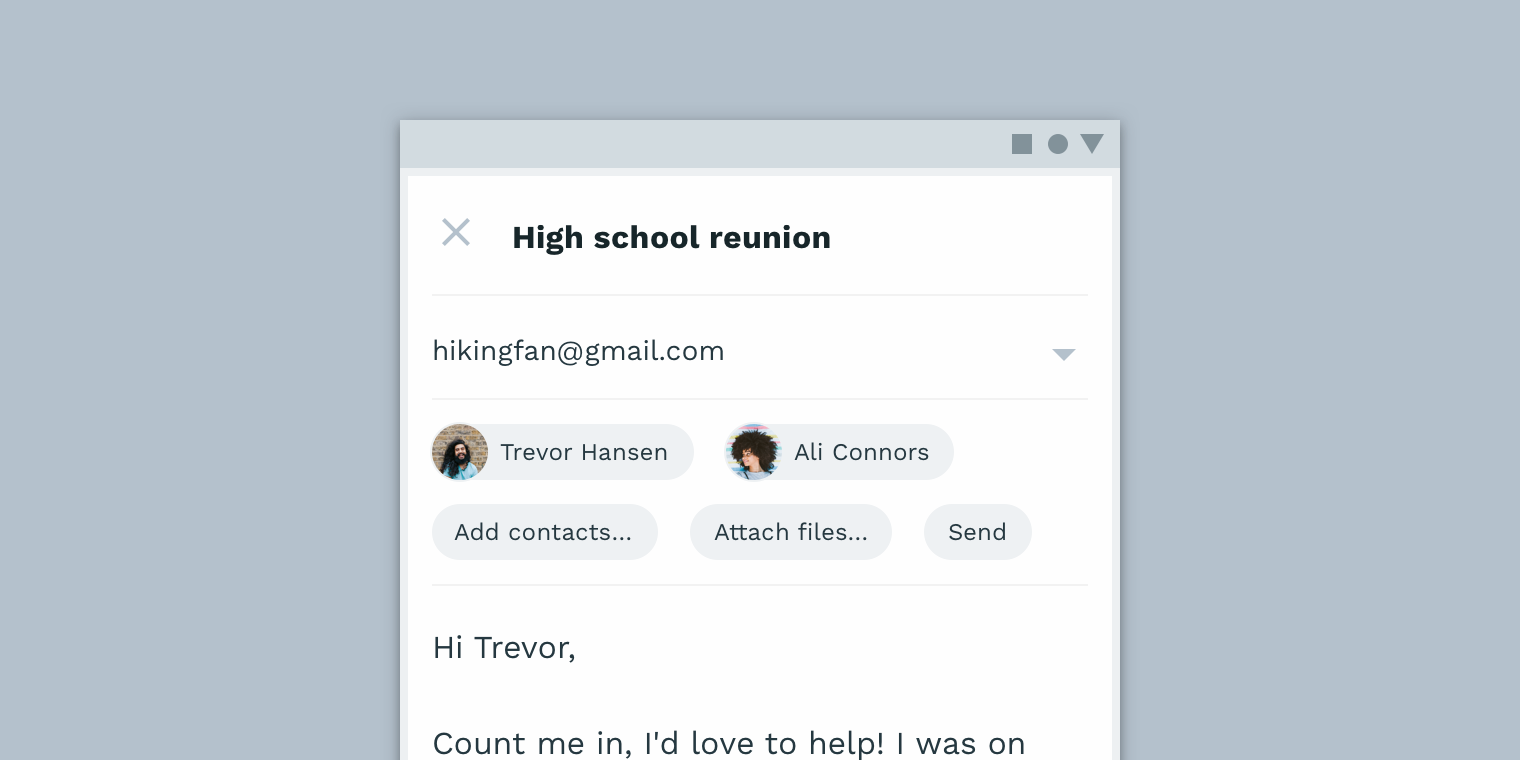 High school reunion
hikingfan@gmail.com
Trevor Hansen Ali Connors
Add contacts... Attach files... Send
Hi Trevor,
Count me in, I'd love to help! I was on